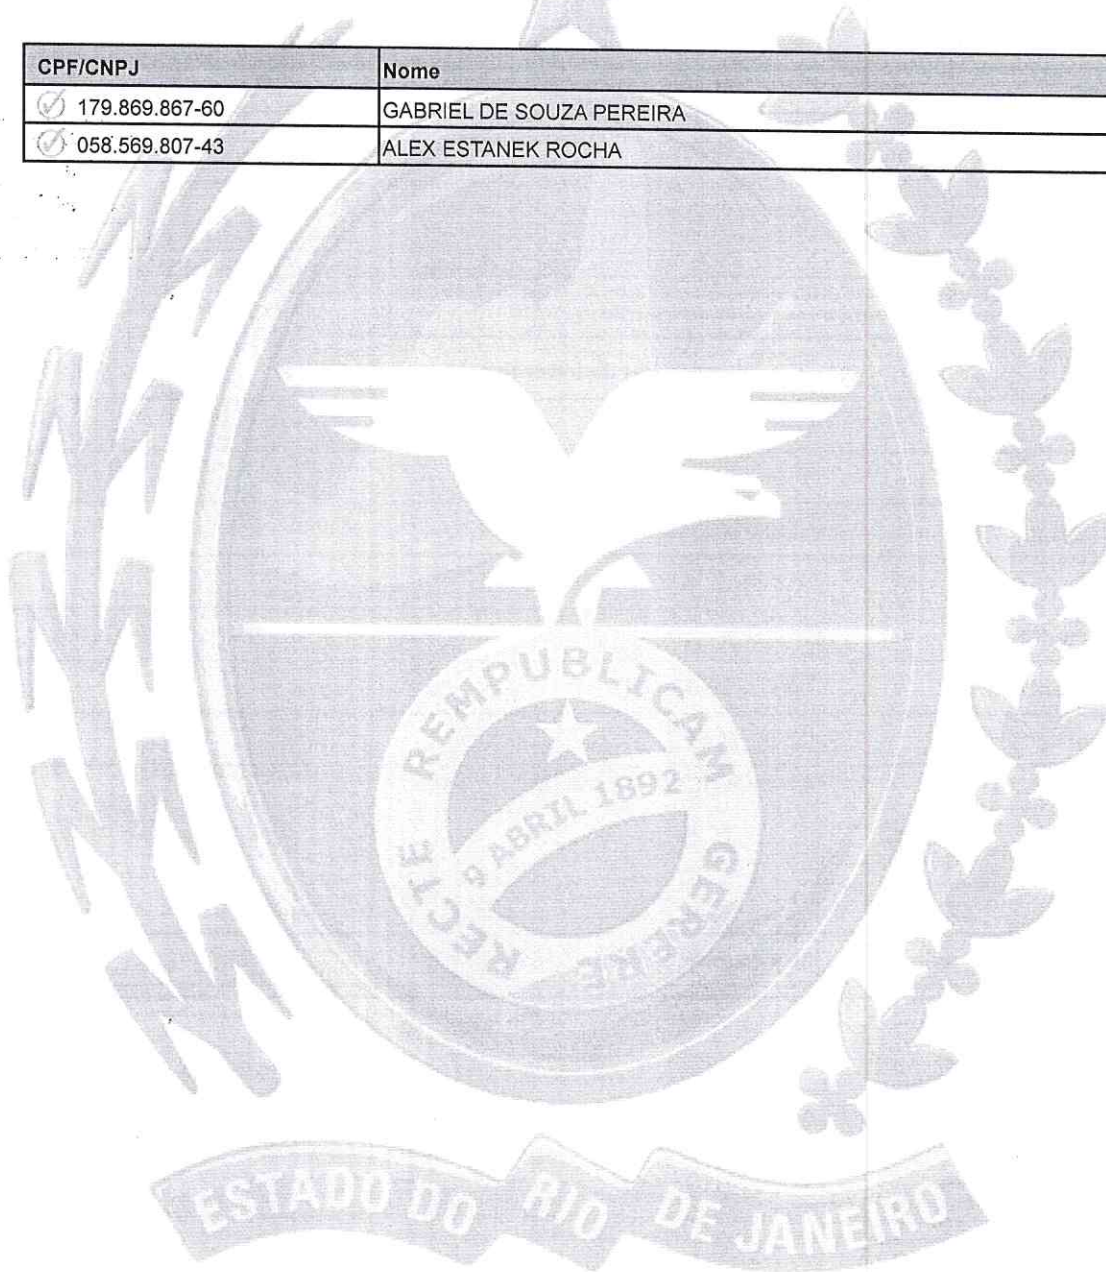 CPF/CNPJ Nome
179.869.867-60 GABRIEL DE SOUZA PEREIRA
058.569.807-43 ALEX ESTANEK ROCHA
RECTE REMPUBLICAM GERERE
9 ABRIL 1892
ESTADO DO RIO DE JANEIRO